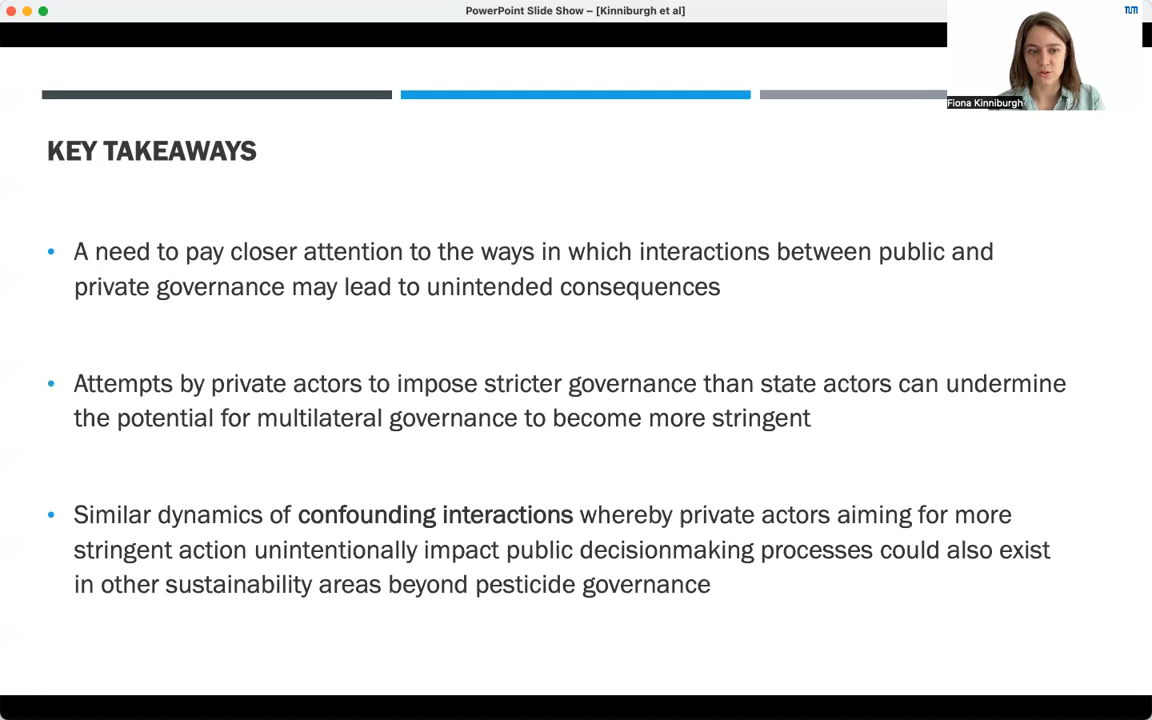 PowerPoint Slide Show – [Kinniburgh et al]
TUM
Fiona Kinniburgh
KEY TAKEAWAYS
• A need to pay closer attention to the ways in which interactions between public and
private governance may lead to unintended consequences
• Attempts by private actors to impose stricter governance than state actors can undermine
the potential for multilateral governance to become more stringent
• Similar dynamics of confounding interactions whereby private actors aiming for more
stringent action unintentionally impact public decisionmaking processes could also exist
in other sustainability areas beyond pesticide governance